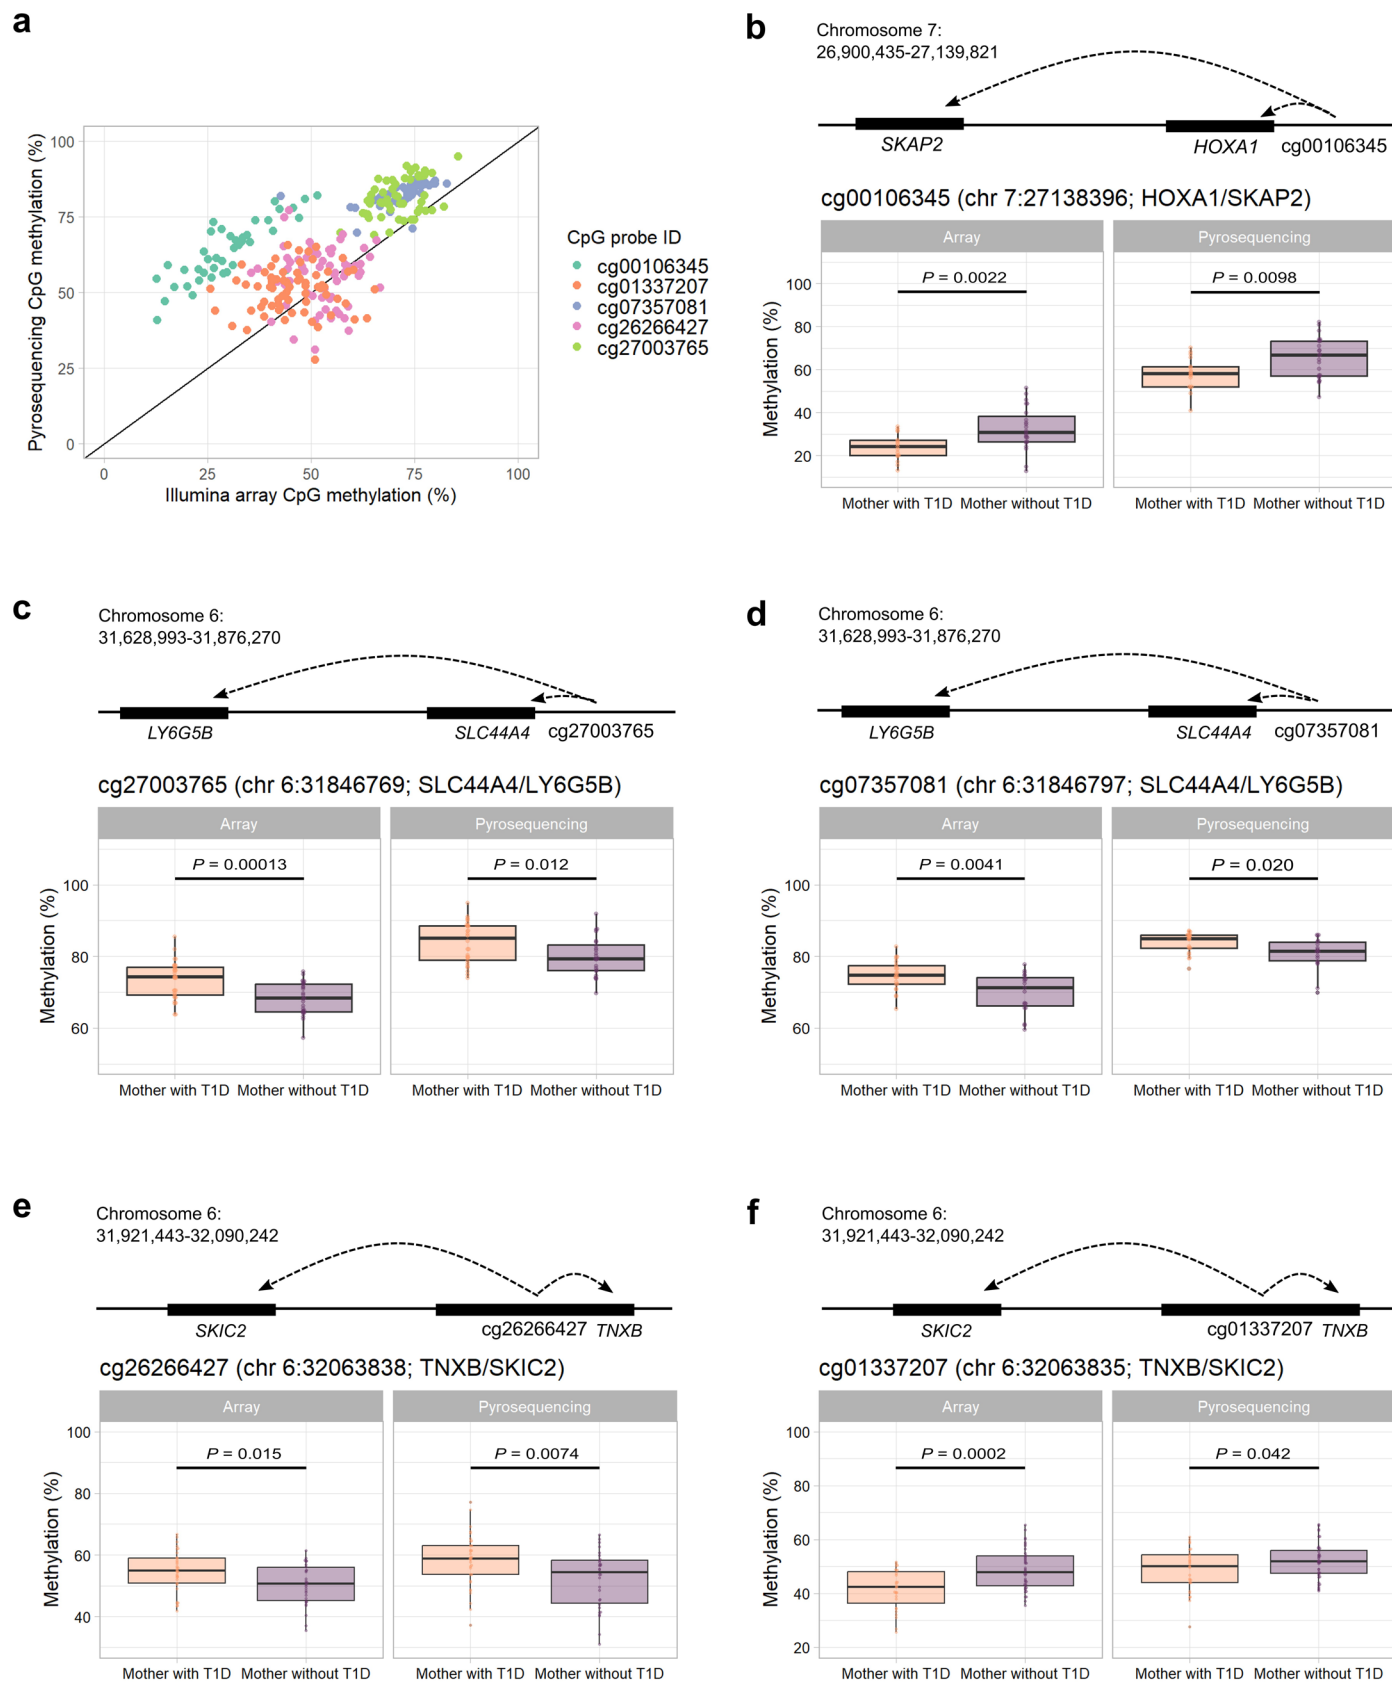 a
100
75
50
25
0
Pyrosequencing CpG methylation (%)
0 25 50 75 100
Illumina array CpG methylation (%)
CpG probe ID
cg00106345
cg01337207
cg07357081
cg26266427
cg27003765
b
Chromosome 7:
26,900,435-27,139,821
SKAP2 HOXA1 cg00106345
cg00106345 (chr 7:27138396; HOXA1/SKAP2)
Array Pyrosequencing
P = 0.0022 P = 0.0098
100
80
60
40
20
Methylation (%)
Mother with T1D Mother without T1D Mother with T1D Mother without T1D
c
Chromosome 6:
31,628,993-31,876,270
LY6G5B SLC44A4 cg27003765
cg27003765 (chr 6:31846769; SLC44A4/LY6G5B)
Array Pyrosequencing
P = 0.00013 P = 0.012
100
80
60
Methylation (%)
Mother with T1D Mother without T1D Mother with T1D Mother without T1D
d
Chromosome 6:
31,628,993-31,876,270
LY6G5B SLC44A4 cg07357081
cg07357081 (chr 6:31846797; SLC44A4/LY6G5B)
Array Pyrosequencing
P = 0.0041 P = 0.020
100
80
60
Methylation (%)
Mother with T1D Mother without T1D Mother with T1D Mother without T1D
e
Chromosome 6:
31,921,443-32,090,242
SKIC2 cg26266427 TNXB
cg26266427 (chr 6:32063838; TNXB/SKIC2)
Array Pyrosequencing
P = 0.015 P = 0.0074
100
80
60
40
Methylation (%)
Mother with T1D Mother without T1D Mother with T1D Mother without T1D
f
Chromosome 6:
31,921,443-32,090,242
SKIC2 cg01337207 TNXB
cg01337207 (chr 6:32063835; TNXB/SKIC2)
Array Pyrosequencing
P = 0.0002 P = 0.042
100
80
60
40
20
Methylation (%)
Mother with T1D Mother without T1D Mother with T1D Mother without T1D